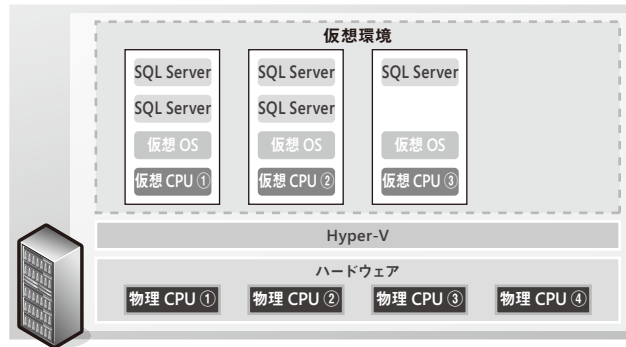 仮想環境
SQL Server SQL Server SQL Server
SQL Server SQL Server
仮想 OS 仮想 OS 仮想 OS
仮想 CPU ① 仮想 CPU ② 仮想 CPU ③
Hyper-V
ハードウェア
物理 CPU ① 物理 CPU ② 物理 CPU ③ 物理 CPU ④